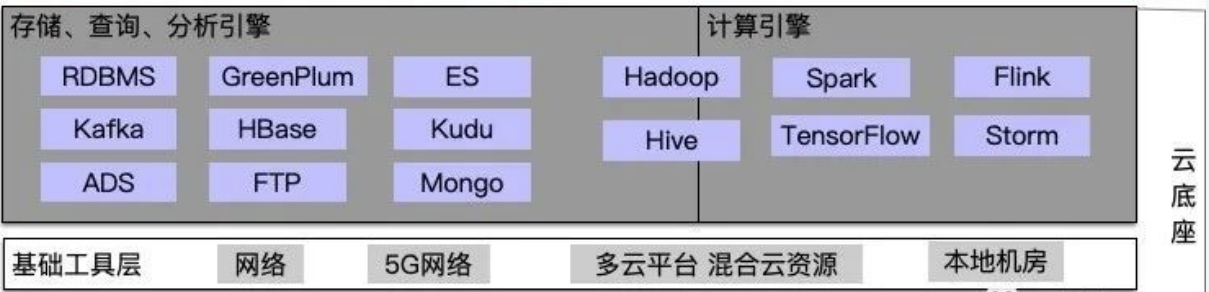 存储、查询、分析引擎
计算引擎
RDBMS
GreenPlum
ES
Hadoop
Spark
Flink
Kafka
HBase
Kudu
Hive
TensorFlow
Storm
ADS
FTP
Mongo
云底座
基础工具层
网络
5G网络
多云平台 混合云资源
本地机房